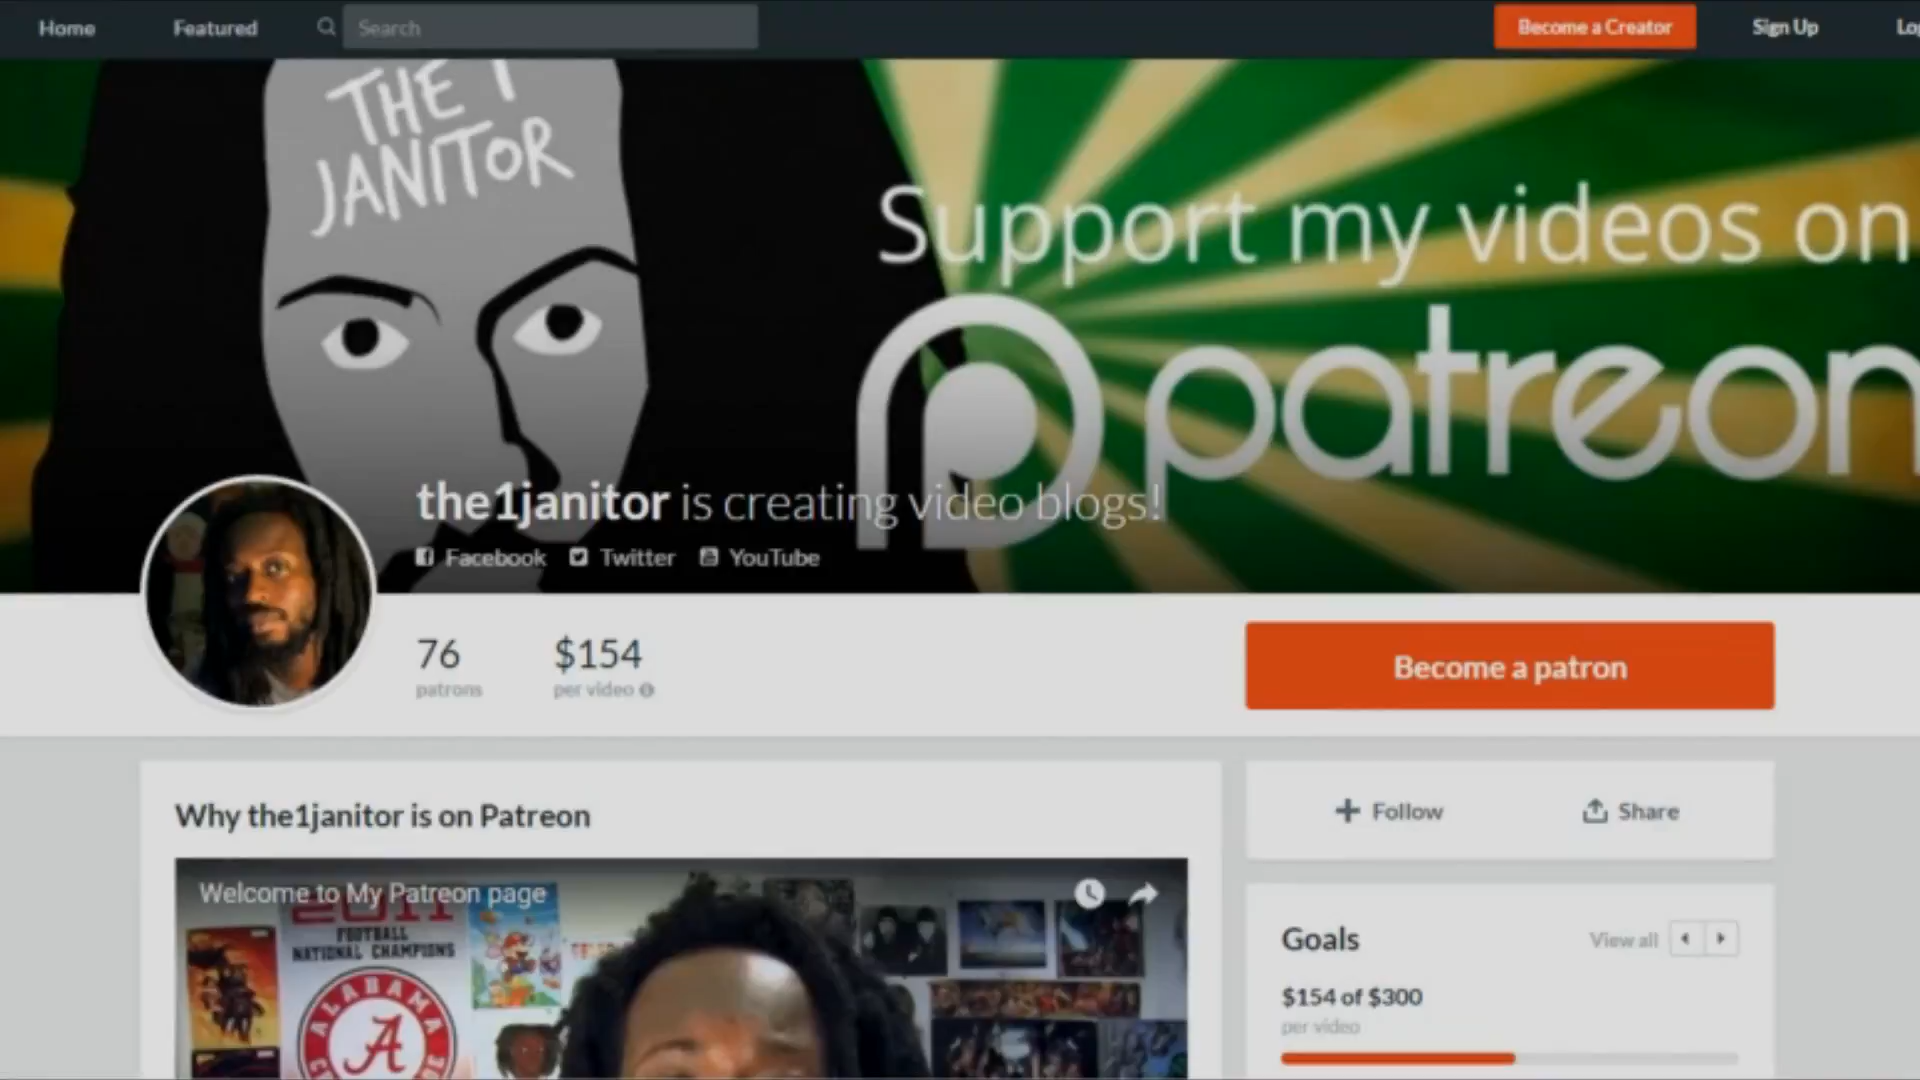 Home Featured Search Become a Creator Sign Up
THE 1
JANITOR
Support my videos on
patreon
the1janitor is creating video blogs!
Facebook Twitter YouTube
76 $154
patrons per video
Become a patron
Why the1janitor is on Patreon
Follow Share
Welcome to My Patreon page
2011
FOOTBALL
NATIONAL CHAMPIONS
ALABAMA
A
Goals View all
$154 of $300
per video